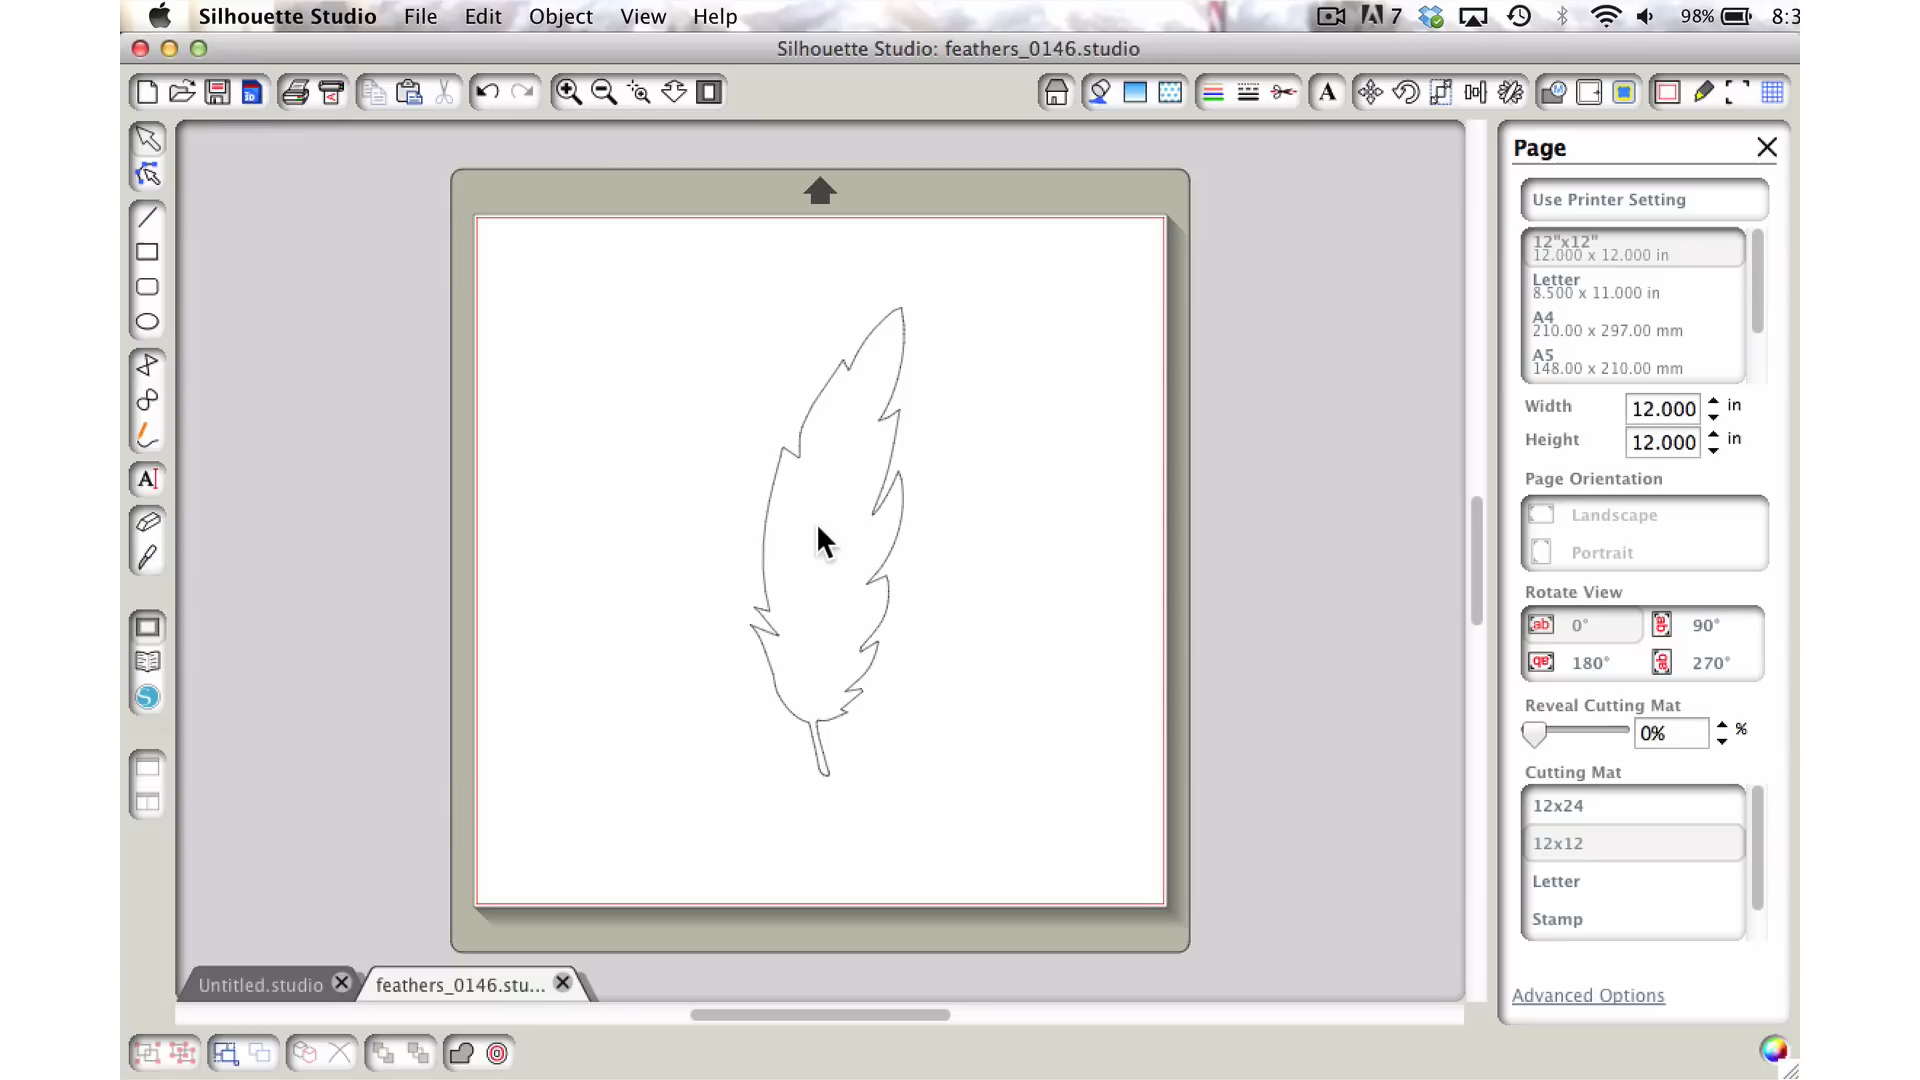 Silhouette Studio File Edit Object View Help 7 98% 8:3
Silhouette Studio: feathers_0146.studio
Page
Use Printer Setting
12"x12"
12.000 x 12.000 in
Letter
8.500 x 11.000 in
A4
210.00 x 297.00 mm
A5
148.00 x 210.00 mm
Width 12.000 in
Height 12.000 in
Page Orientation
Landscape
Portrait
Rotate View
0° 90°
180° 270°
Reveal Cutting Mat
0% %
Cutting Mat
12x24
12x12
Letter
Stamp
Advanced Options
Untitled.studio feathers_0146.stu...